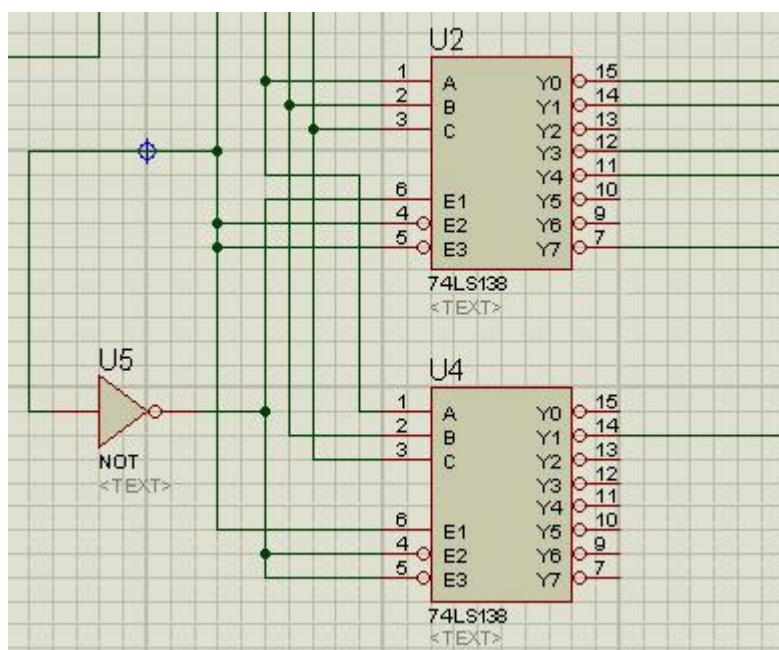 U2
1 A Y0 15
2 B Y1 14
3 C Y2 13
Y3 12
Y4 11
6 E1 Y5 10
4 E2 Y6 9
5 E3 Y7 7
74LS138
<TEXT>
U5
NOT
<TEXT>
U4
1 A Y0 15
2 B Y1 14
3 C Y2 13
Y3 12
Y4 11
6 E1 Y5 10
4 E2 Y6 9
5 E3 Y7 7
74LS138
<TEXT>